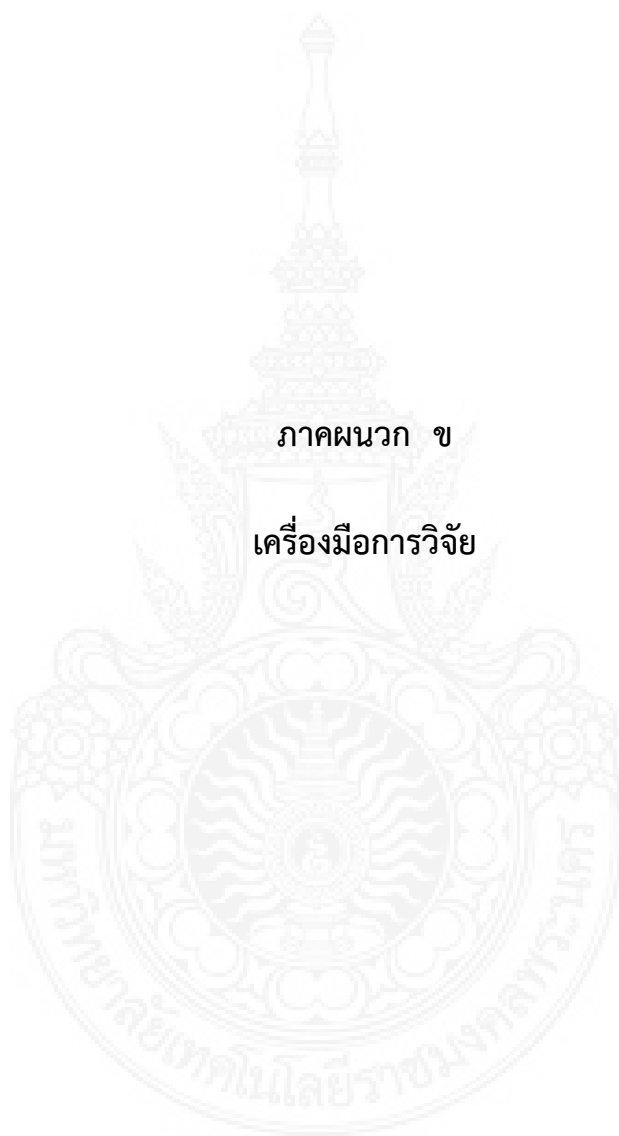 ภาคผนวก ข
เครื่องมือการวิจัย
มหาวิทยาลัยเทคโนโลยีราชมงคลพระนคร